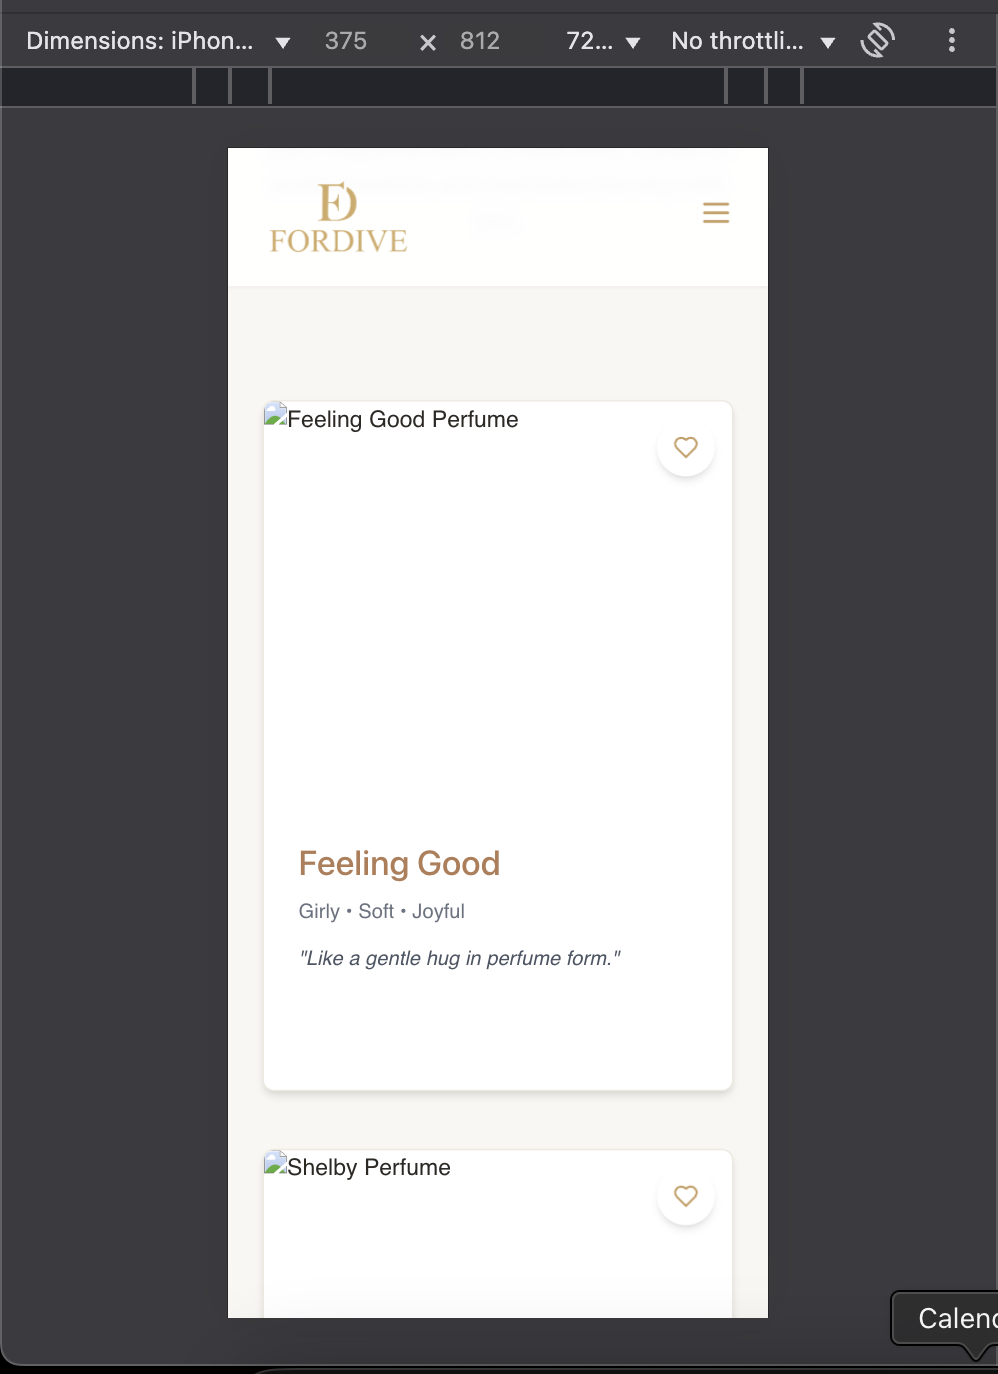 Dimensions: iPhon... ▼ 375 × 812 72... ▼ No throttli... ▼
FD
FORDIVE
Feeling Good Perfume
Feeling Good
Girly • Soft • Joyful
"Like a gentle hug in perfume form."
Shelby Perfume
Calen